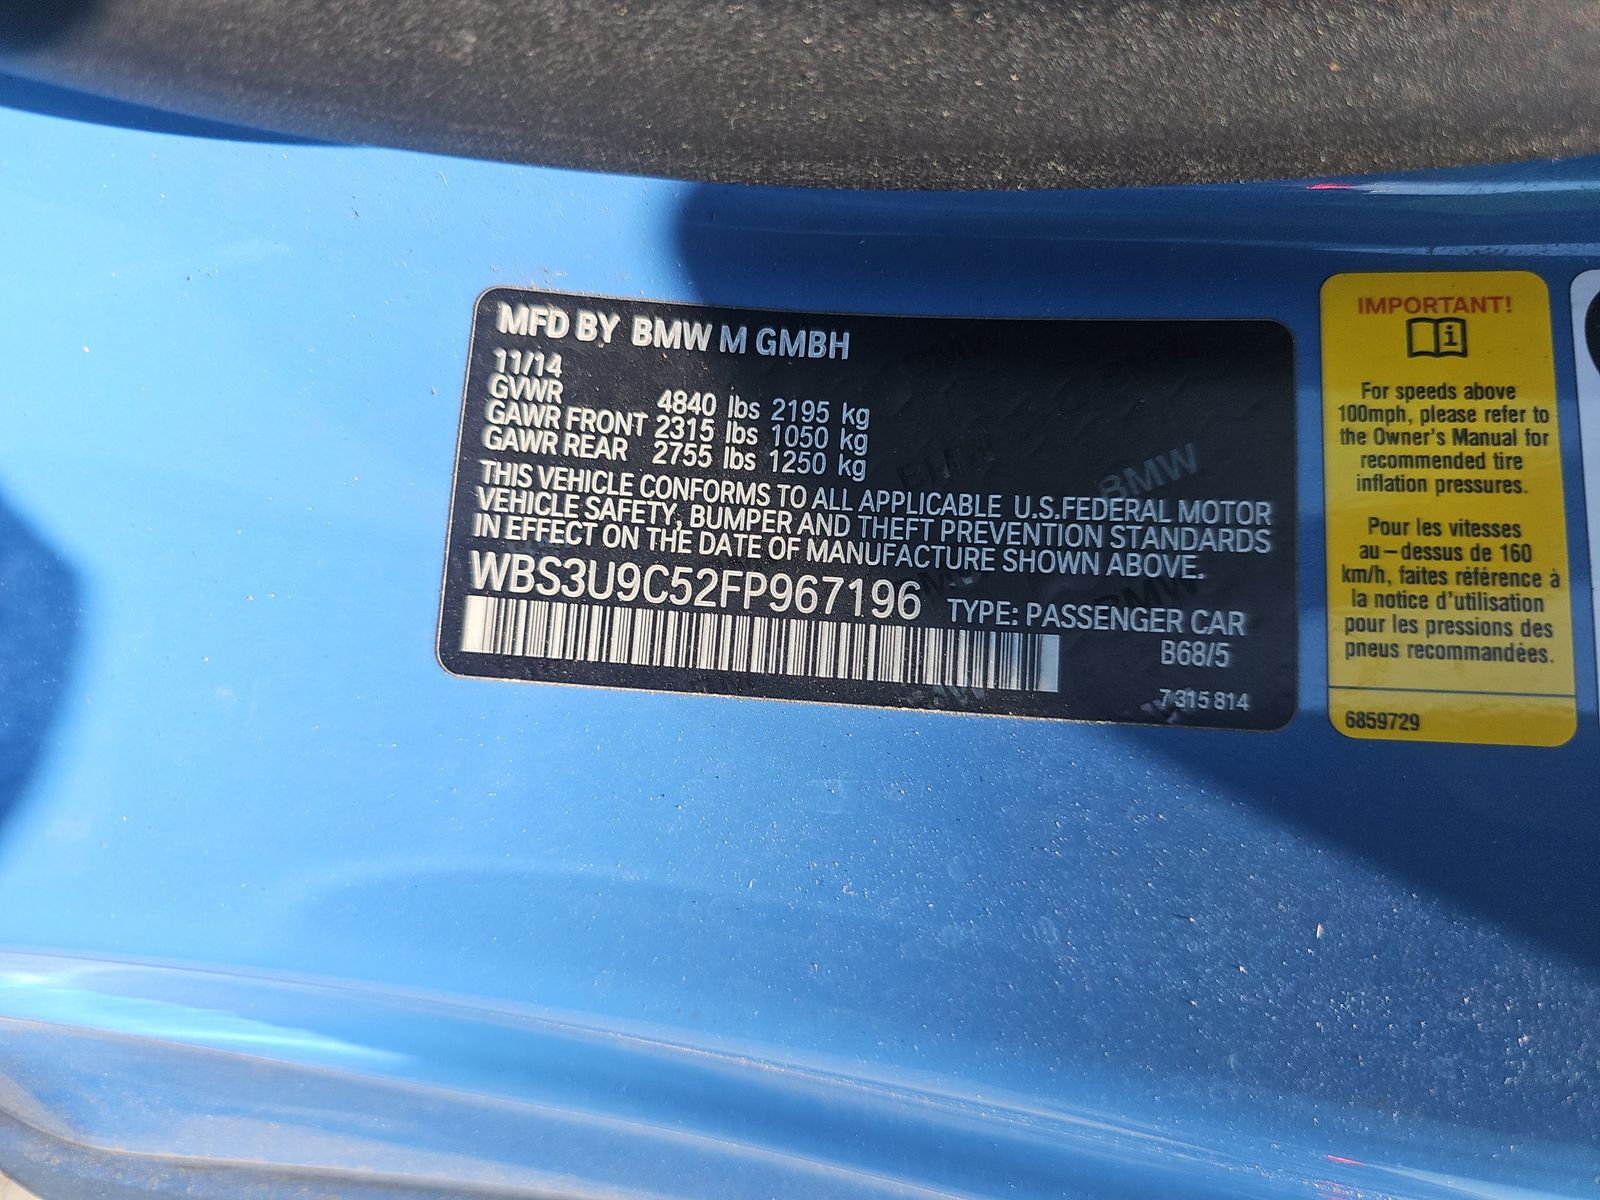 MFD BY BMW M GMBH
11/14
GVWR 4840 lbs 2195 kg
GAWR FRONT 2315 lbs 1050 kg
GAWR REAR 2755 lbs 1250 kg
THIS VEHICLE CONFORMS TO ALL APPLICABLE U.S.FEDERAL MOTOR
VEHICLE SAFETY, BUMPER AND THEFT PREVENTION STANDARDS
IN EFFECT ON THE DATE OF MANUFACTURE SHOWN ABOVE.
WBS3U9C52FP967196 TYPE: PASSENGER CAR
B68/5
7 315 814
IMPORTANT!
For speeds above
100mph, please refer to
the Owner's Manual for
recommended tire
inflation pressures.
Pour les vitesses
au-dessus de 160
km/h, faites référence à
la notice d'utilisation
pour les pressions des
pneus recommandées.
6859729